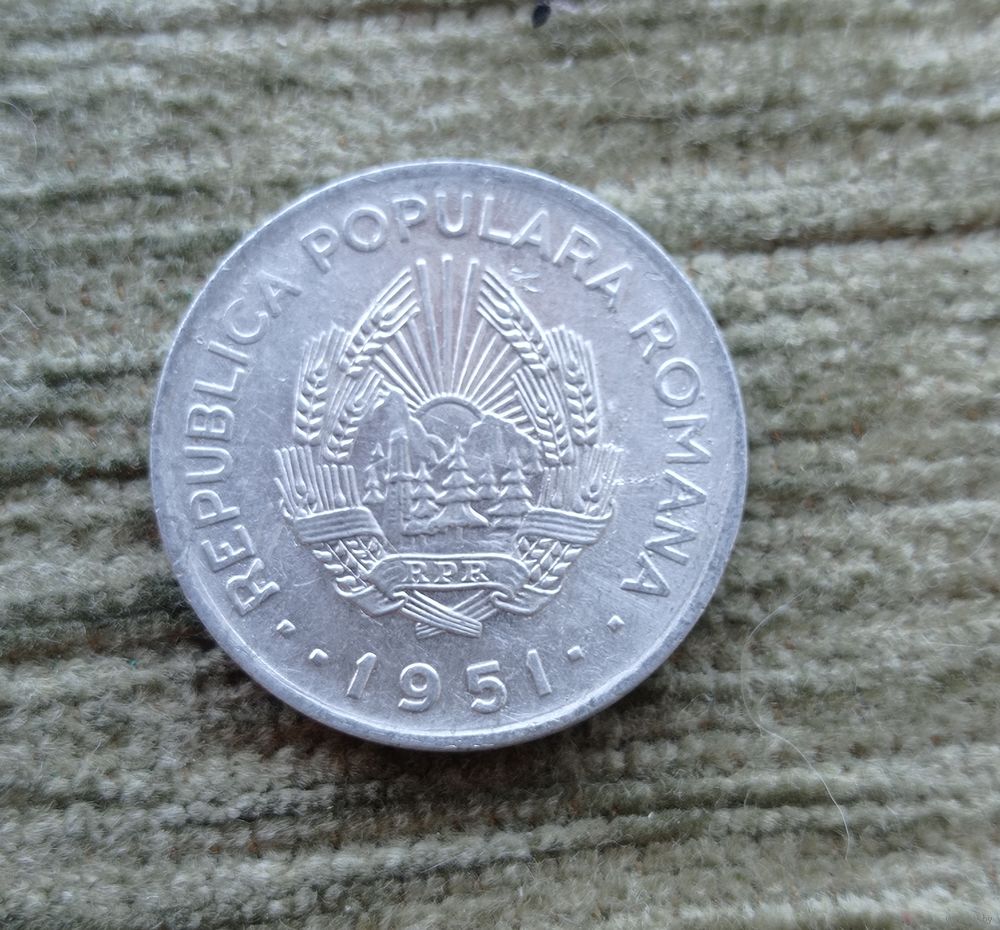 REPUBLICA POPULARA ROMANA
RPR
· · 1951 · ·